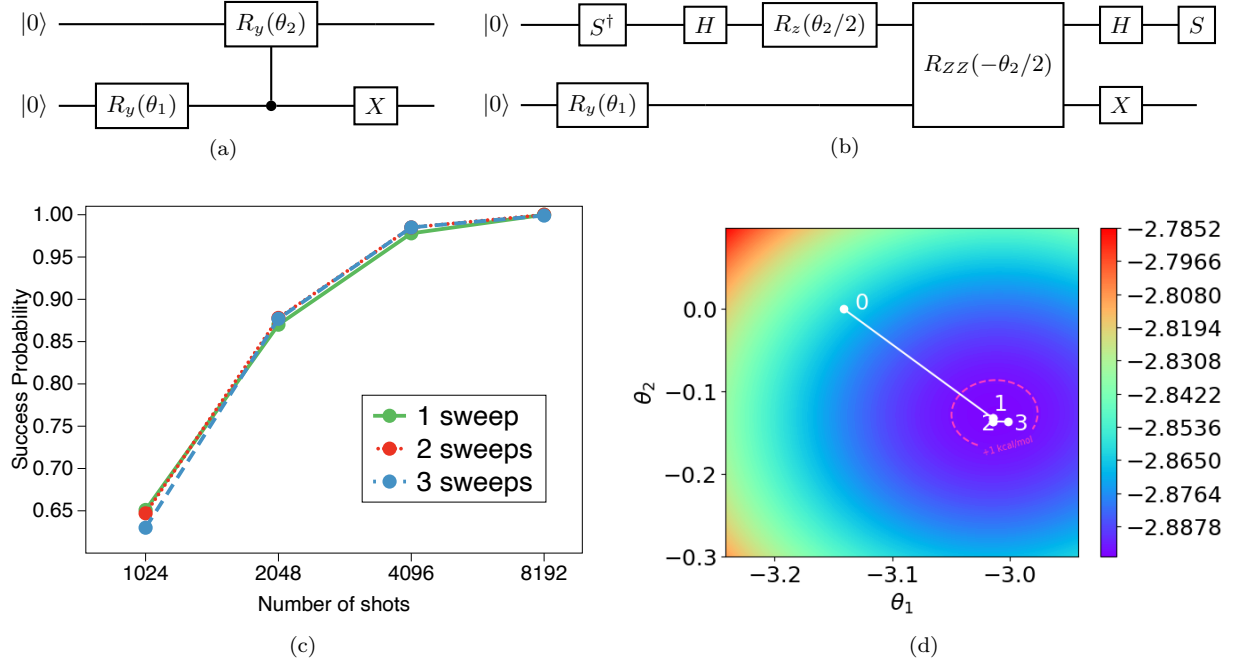 |0⟩ R_y(θ_2)
|0⟩ R_y(θ_1) X
(a)
|0⟩ S† H R_z(θ_2/2) R_{ZZ}(−θ_2/2) H S
|0⟩ R_y(θ_1) X
(b)
Success Probability
1.00
0.95
0.90
0.85
0.80
0.75
0.70
0.65
1 sweep
2 sweeps
3 sweeps
1024 2048 4096 8192
Number of shots
(c)
θ_2
0.0
−0.1
−0.2
−0.3
0
1
2 3
+1 kcal/mol
−3.2 −3.1 −3.0
θ_1
−2.7852
−2.7966
−2.8080
−2.8194
−2.8308
−2.8422
−2.8536
−2.8650
−2.8764
−2.8878
(d)